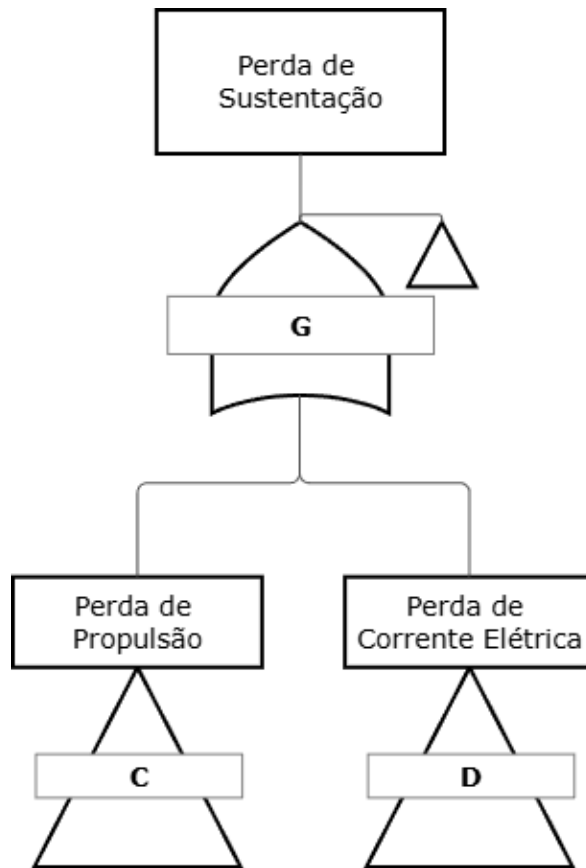 Perda de
Sustentação
G
Perda de
Propulsão
Perda de
Corrente Elétrica
C
D